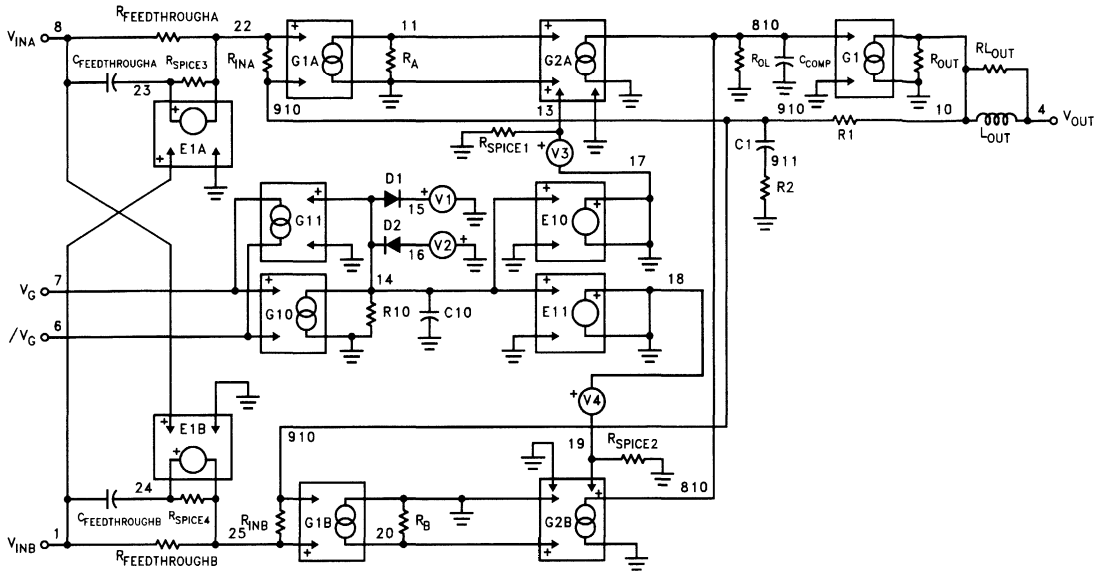 R_FEEDTHROUGHA
8 22 11 810
V_INA
C_FEEDTHROUGHA R_SPICE3 R_INA G1A R_A G2A R_OL C_COMP G1 R_OUT RL_OUT
+ + + + +
23
910 13 910 10 4 V_OUT
E1A
+ + R_SPICE1 + V3 R1 L_OUT
C1
911
R2
17
D1 + V1
15
G11 + E10 + +
D2
16 V2 +
14 18
V_G 7
+ G10 R10 C10 E11 + +
/V_G 6
+ V4
+ E1B
+
910 19 R_SPICE2
24 810
C_FEEDTHROUGHB R_SPICE4 R_INB G1B R_B G2B +
1 25 20
V_INB + +
R_FEEDTHROUGHB